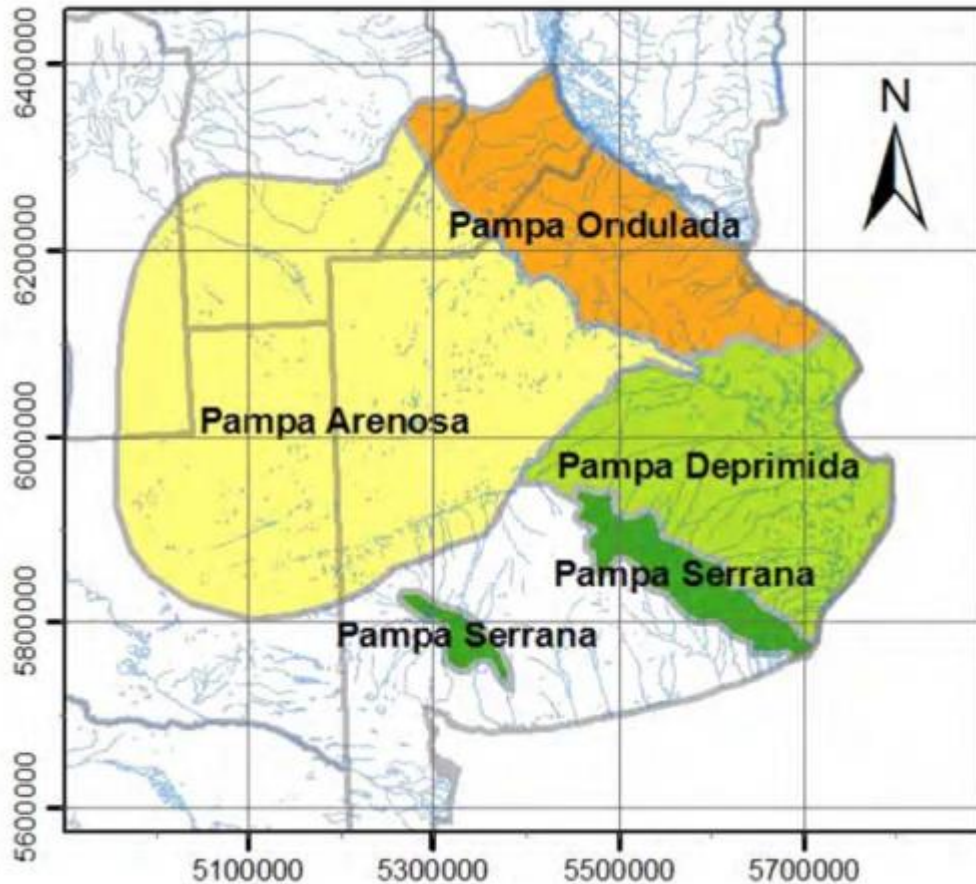 6400000
N
Pampa Ondulada
6200000
Pampa Arenosa
6000000
Pampa Deprimida
Pampa Serrana
5800000
Pampa Serrana
5600000
5100000
5300000
5500000
5700000